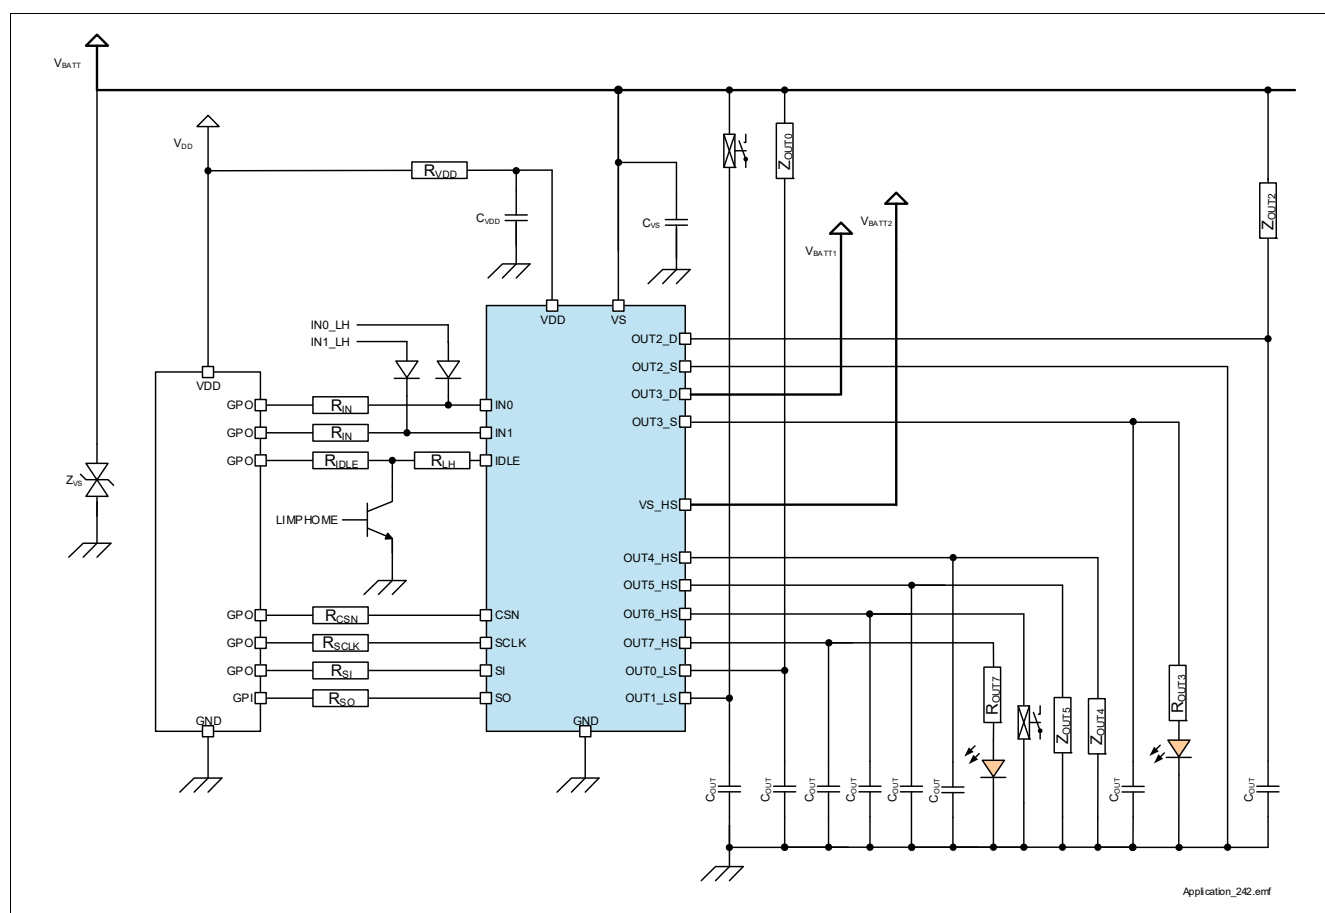 VBATT
VDD
RVDD
CVDD
CVS
ZOUT0
ZOUT2
VBATT2
VBATT1
VDD
VS
IN0_LH
IN1_LH
OUT2_D
OUT2_S
OUT3_D
OUT3_S
VDD
GPO
RIN
IN0
GPO
RIN
IN1
GPO
RIDLE
RLH
IDLE
ZVS
LIMPHOME
VS_HS
OUT4_HS
OUT5_HS
OUT6_HS
OUT7_HS
OUT0_LS
OUT1_LS
GPO
RCSN
CSN
GPO
RSCLK
SCLK
GPO
RSI
SI
GPI
RSO
SO
GND
GND
ROUT7
ZOUT5
ZOUT4
ROUT3
COUT
COUT
COUT
COUT
COUT
COUT
COUT
COUT
Application_242.emf